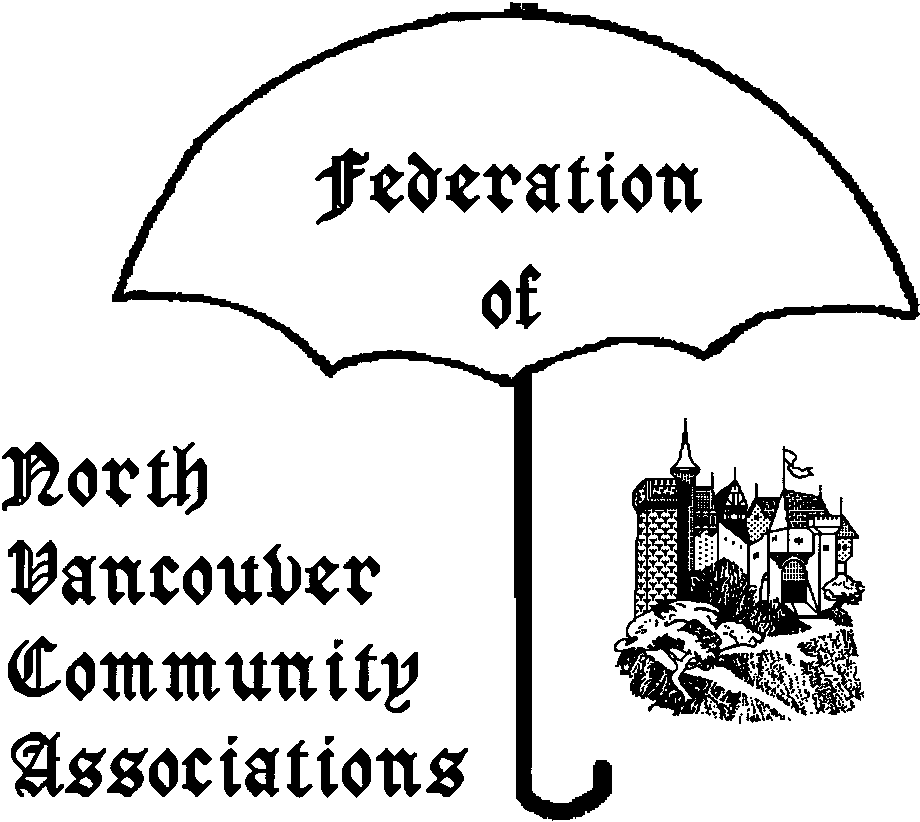 Federation
of
North
Vancouver
Community
Associations